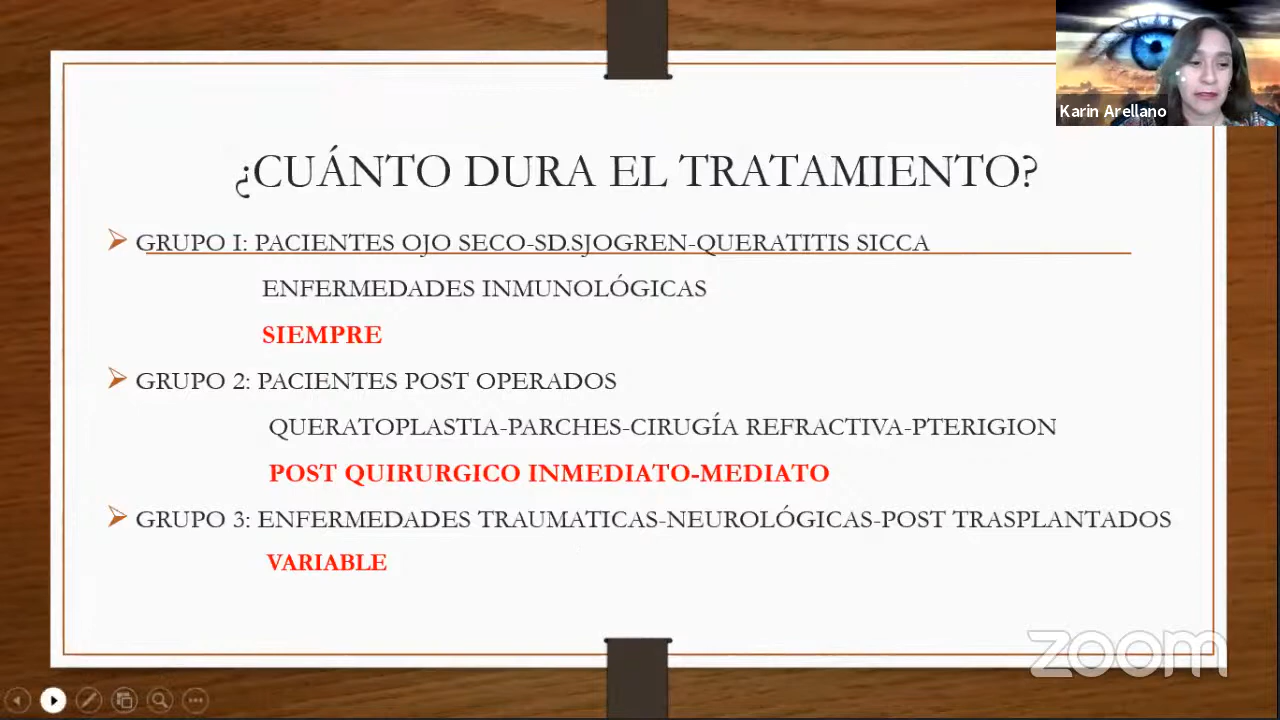 Karin Arellano
¿CUÁNTO DURA EL TRATAMIENTO?
GRUPO I: PACIENTES OJO SECO-SD.SJOGREN-QUERATITIS SICCA
ENFERMEDADES INMUNOLÓGICAS
SIEMPRE
GRUPO 2: PACIENTES POST OPERADOS
QUERATOPLASTIA-PARCHES-CIRUGÍA REFRACTIVA-PTERIGION
POST QUIRURGICO INMEDIATO-MEDIATO
GRUPO 3: ENFERMEDADES TRAUMATICAS-NEUROLÓGICAS-POST TRASPLANTADOS
VARIABLE
zoom